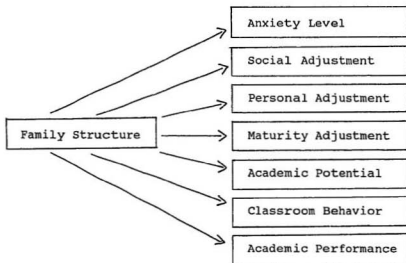 Anxiety Level
Social Adjustment
Personal Adjustment
Family Structure
Maturity Adjustment
Academic Potential
Classroom Behavior
Academic Performance